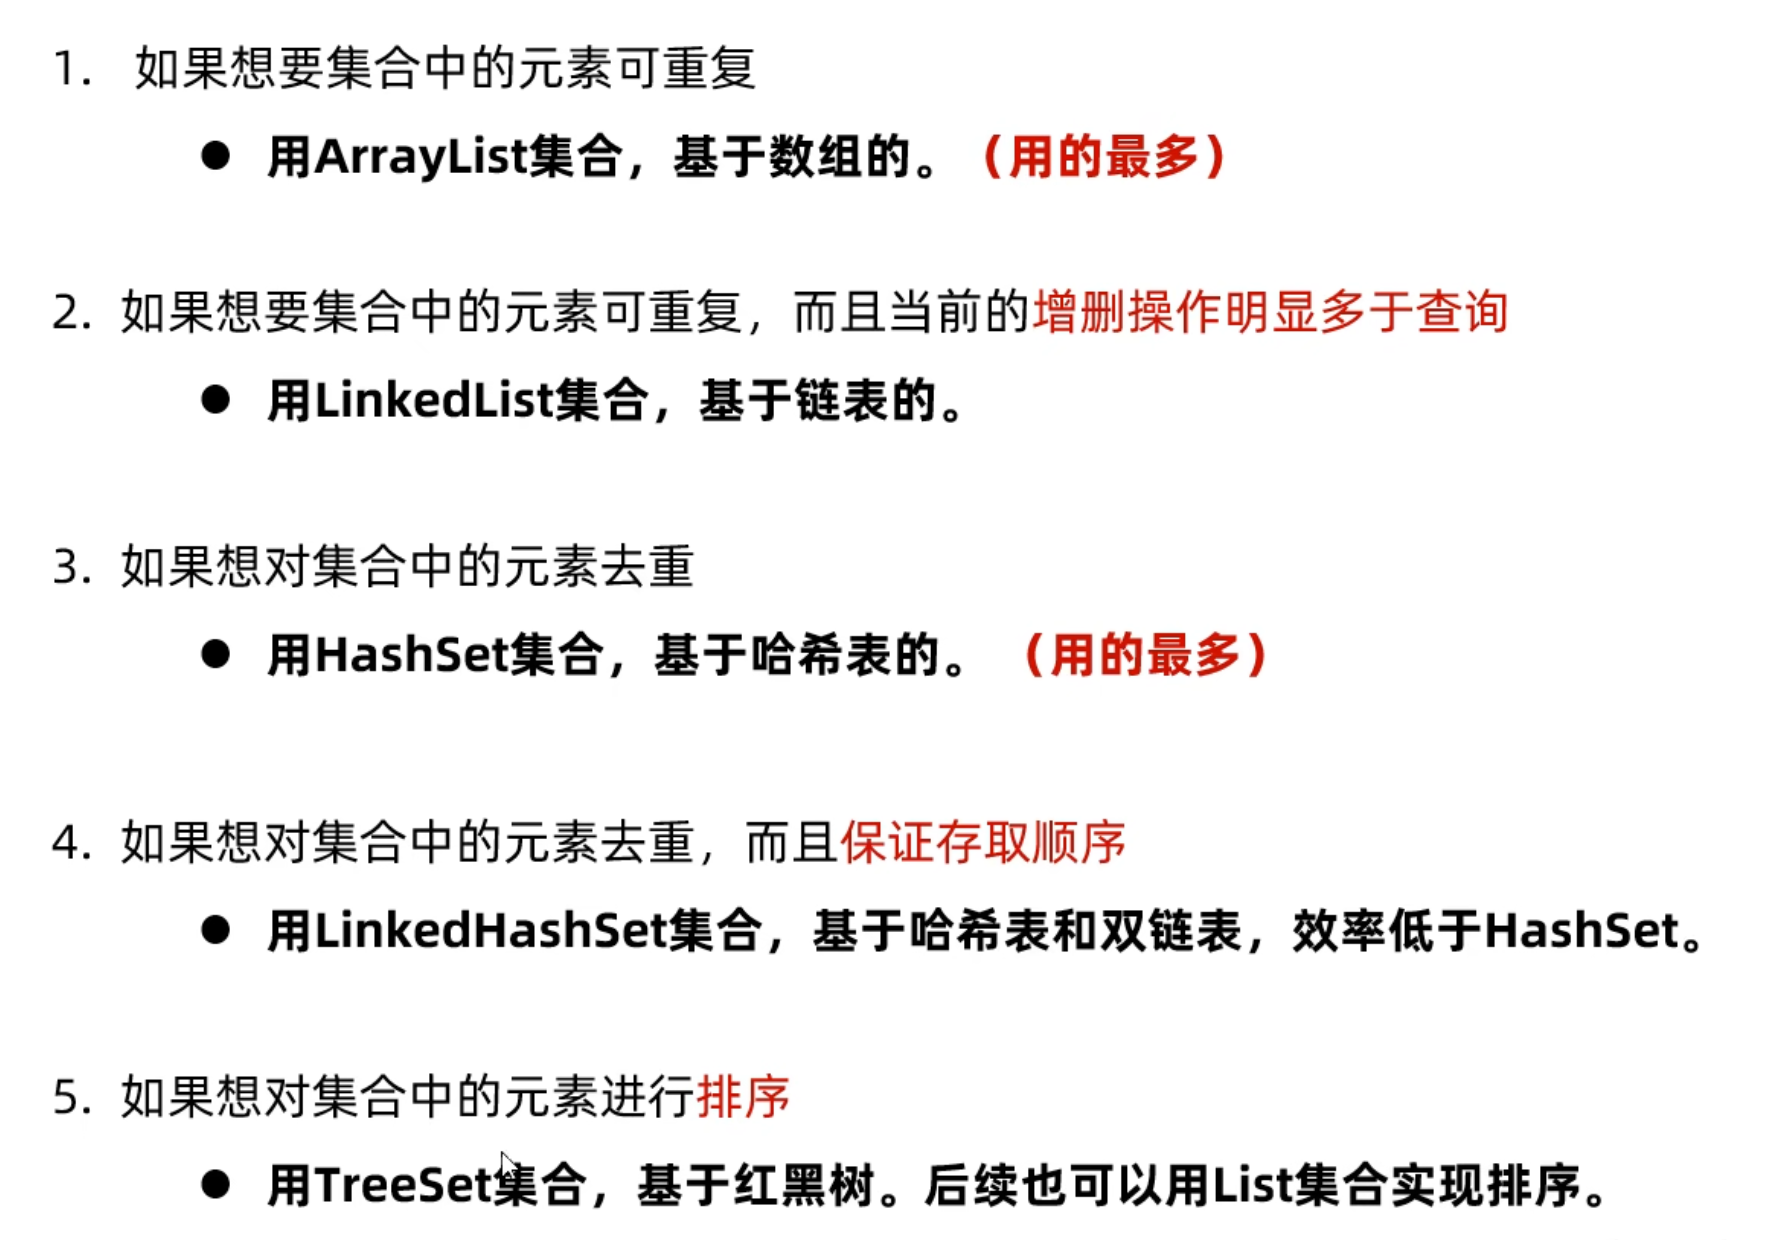 1. 如果想要集合中的元素可重复
● 用ArrayList集合，基于数组的。（用的最多）
2. 如果想要集合中的元素可重复，而且当前的增删操作明显多于查询
● 用LinkedList集合，基于链表的。
3. 如果想对集合中的元素去重
● 用HashSet集合，基于哈希表的。（用的最多）
4. 如果想对集合中的元素去重，而且保证存取顺序
● 用LinkedHashSet集合，基于哈希表和双链表，效率低于HashSet。
5. 如果想对集合中的元素进行排序
● 用TreeSet集合，基于红黑树。后续也可以用List集合实现排序。